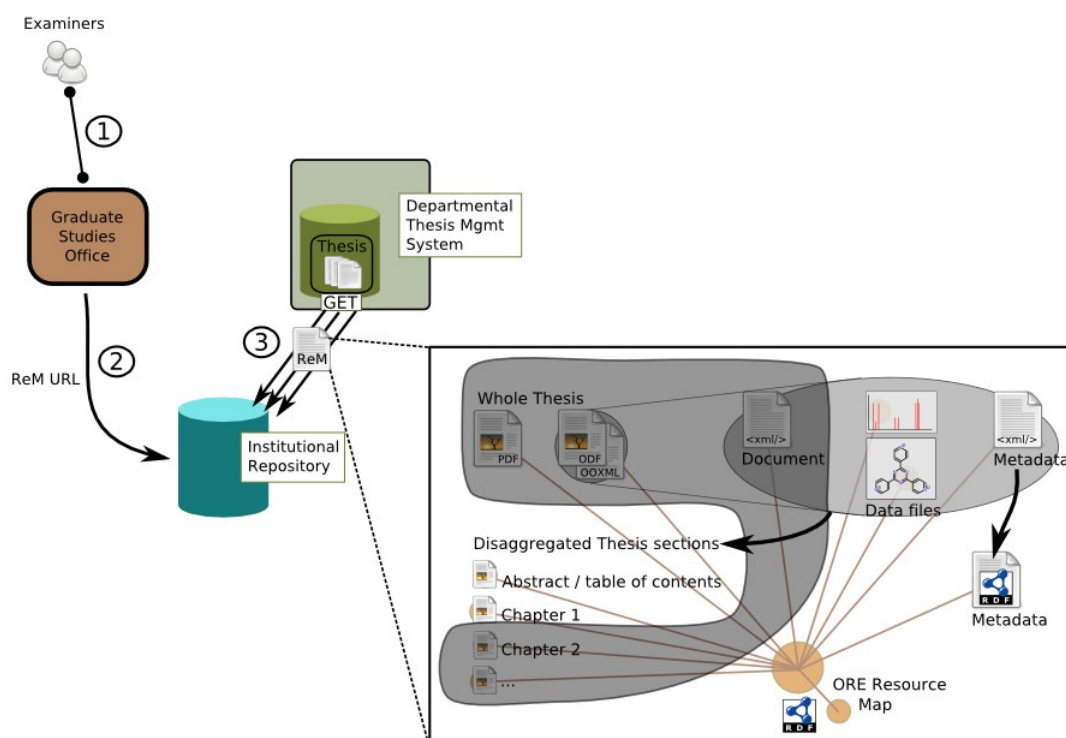 Examiners
1
Graduate
Studies
Office
2
ReM URL
Departmental
Thesis Mgmt
System
Thesis
GET
3
ReM
Institutional
Repository
Whole Thesis
PDF
ODF
OOXML
<xml/>
Document
Data files
<xml/>
Metadata
Disaggregated Thesis sections
Abstract / table of contents
Chapter 1
Chapter 2
...
RDF
Metadata
ORE Resource
Map
RDF